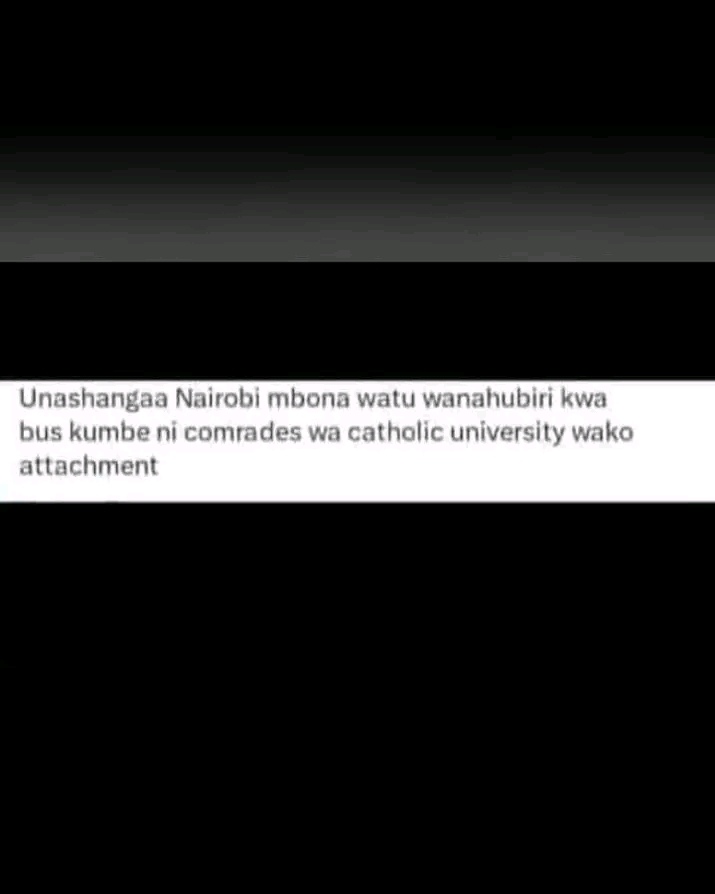 Unashangaa Nairobi mbona watu wanahubiri kwa
bus kumbe ni comrades wa catholic university wako
attachment